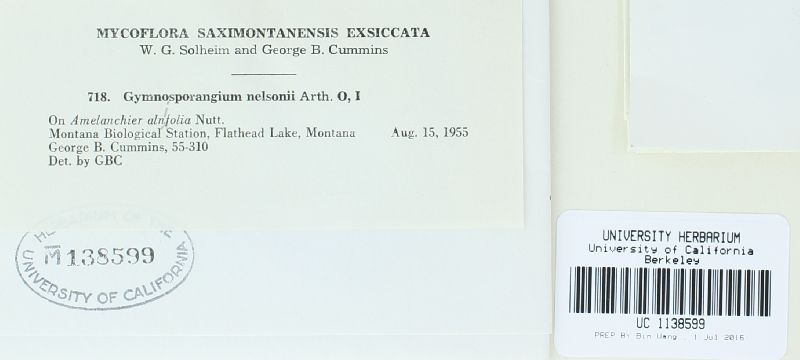 MYCOFLORA SAXIMONTANENSIS EXSICCATA
W. G. Solheim and George B. Cummins
718. Gymnosporangium nelsonii Arth. O, I
On Amelanchier alnifolia Nutt.
Montana Biological Station, Flathead Lake, Montana Aug. 15, 1955
George B. Cummins, 55-310
Det. by GBC
HERBARIUM OF THE
M138599
UNIVERSITY OF CALIFORNIA
UNIVERSITY HERBARIUM
University of California
Berkeley
UC 1138599
PREP BY Bin Wang , 1 Jul 2016